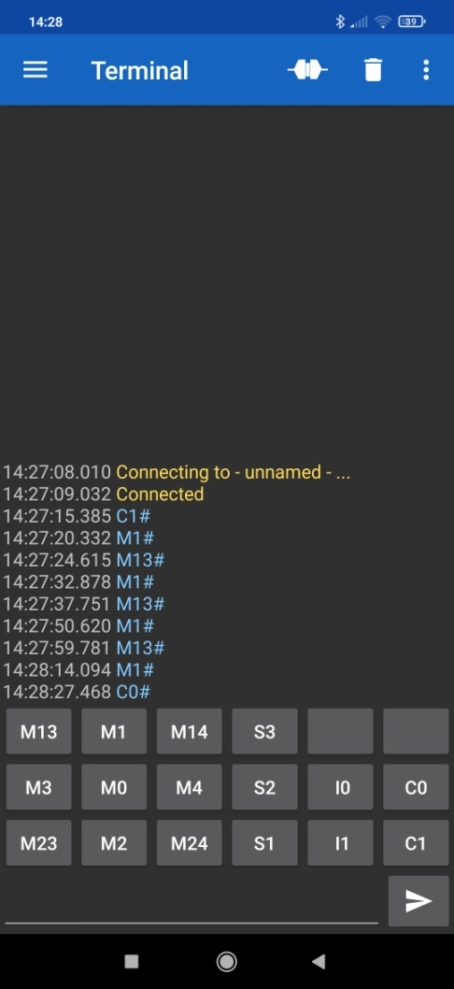 14:28
39
Terminal
14:27:08.010 Connecting to - unnamed - ...
14:27:09.032 Connected
14:27:15.385 C1#
14:27:20.332 M1#
14:27:24.615 M13#
14:27:32.878 M1#
14:27:37.751 M13#
14:27:50.620 M1#
14:27:59.781 M13#
14:28:14.094 M1#
14:28:27.468 C0#
M13 M1 M14 S3
M3 M0 M4 S2 I0 C0
M23 M2 M24 S1 I1 C1